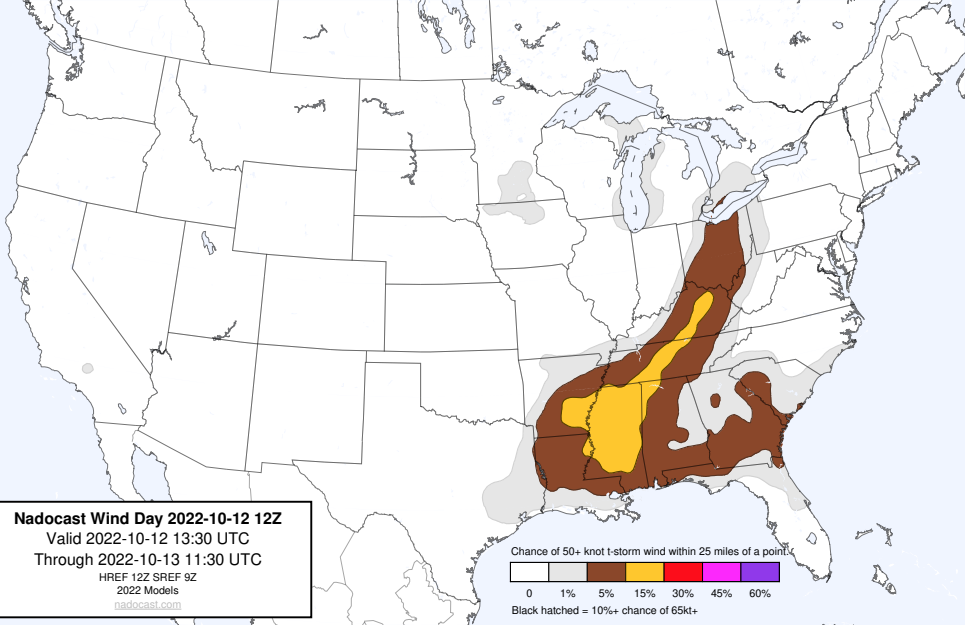 Nadocast Wind Day 2022-10-12 12Z
Valid 2022-10-12 13:30 UTC
Through 2022-10-13 11:30 UTC
HREF 12Z SREF 9Z
2022 Models
nadocast.com
Chance of 50+ knot t-storm wind within 25 miles of a point.
0 1% 5% 15% 30% 45% 60%
Black hatched = 10%+ chance of 65kt+